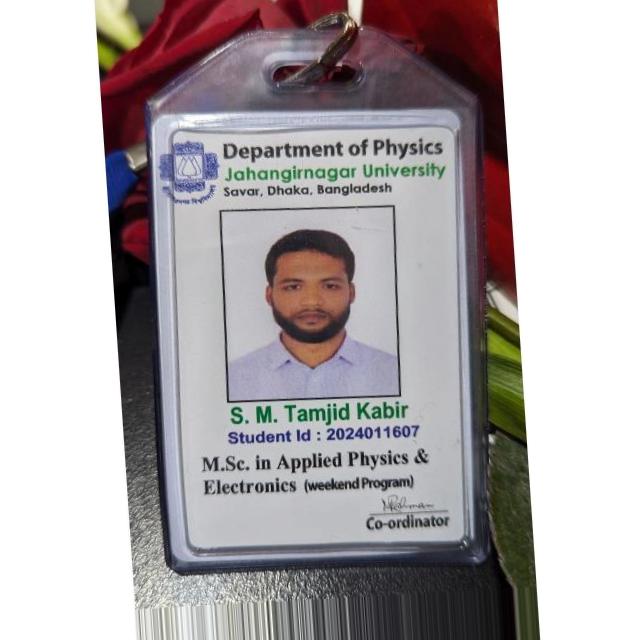 Department of Physics
Jahangirnagar University
Savar, Dhaka, Bangladesh
S. M. Tamjid Kabir
Student Id : 2024011607
M.Sc. in Applied Physics &
Electronics (weekend Program)
Co-ordinator